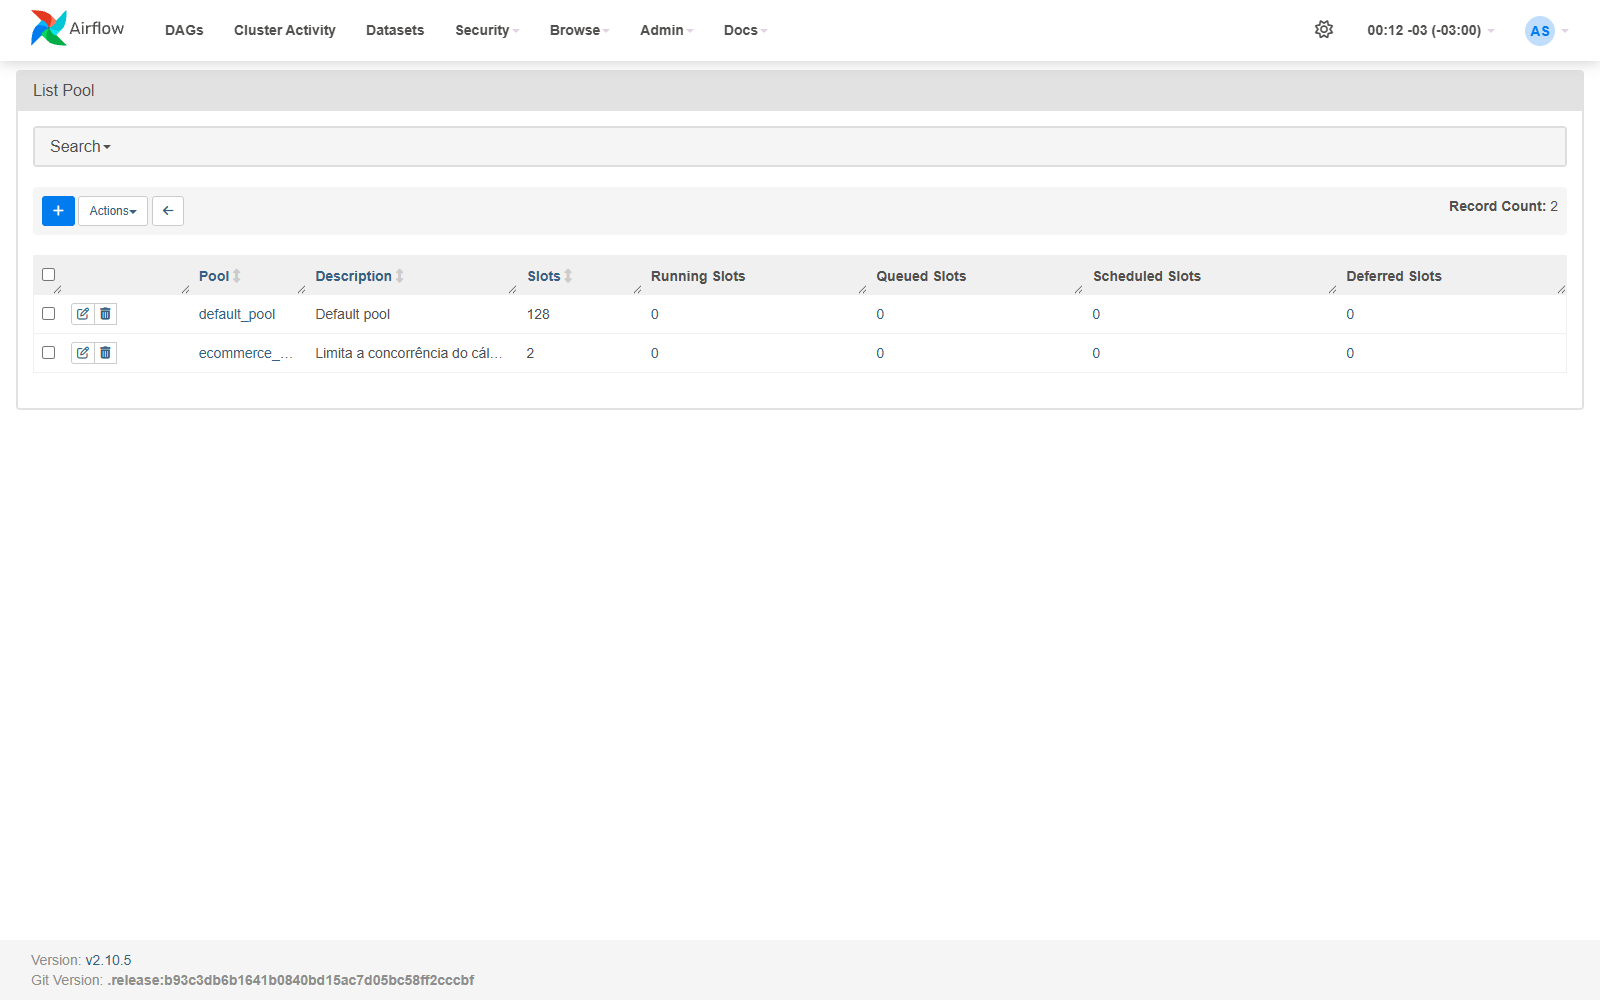 Airflow DAGs Cluster Activity Datasets Security Browse Admin Docs 00:12 -03 (-03:00) AS
List Pool
Search
Actions Record Count: 2
Pool Description Slots Running Slots Queued Slots Scheduled Slots Deferred Slots
default_pool Default pool 128 0 0 0 0
ecommerce_... Limita a concorrência do cál... 2 0 0 0 0
Version: v2.10.5
Git Version: .release:b93c3db6b1641b0840bd15ac7d05bc58ff2cccbf